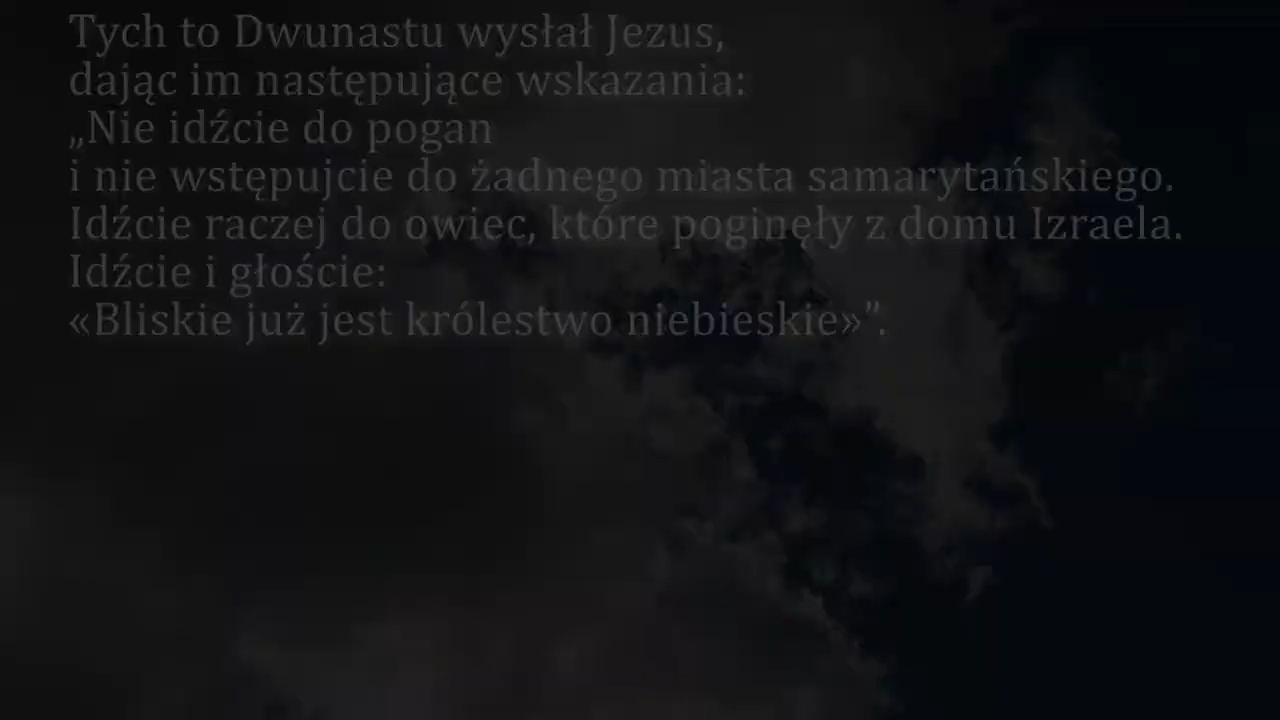 Tych to Dwunastu wysłał Jezus,
dając im następujące wskazania:
„Nie idźcie do pogan
i nie wstępujcie do żadnego miasta samarytańskiego.
Idźcie raczej do owiec, które poginęły z domu Izraela.
Idźcie i głoście:
«Bliskie już jest królestwo niebieskie»”.